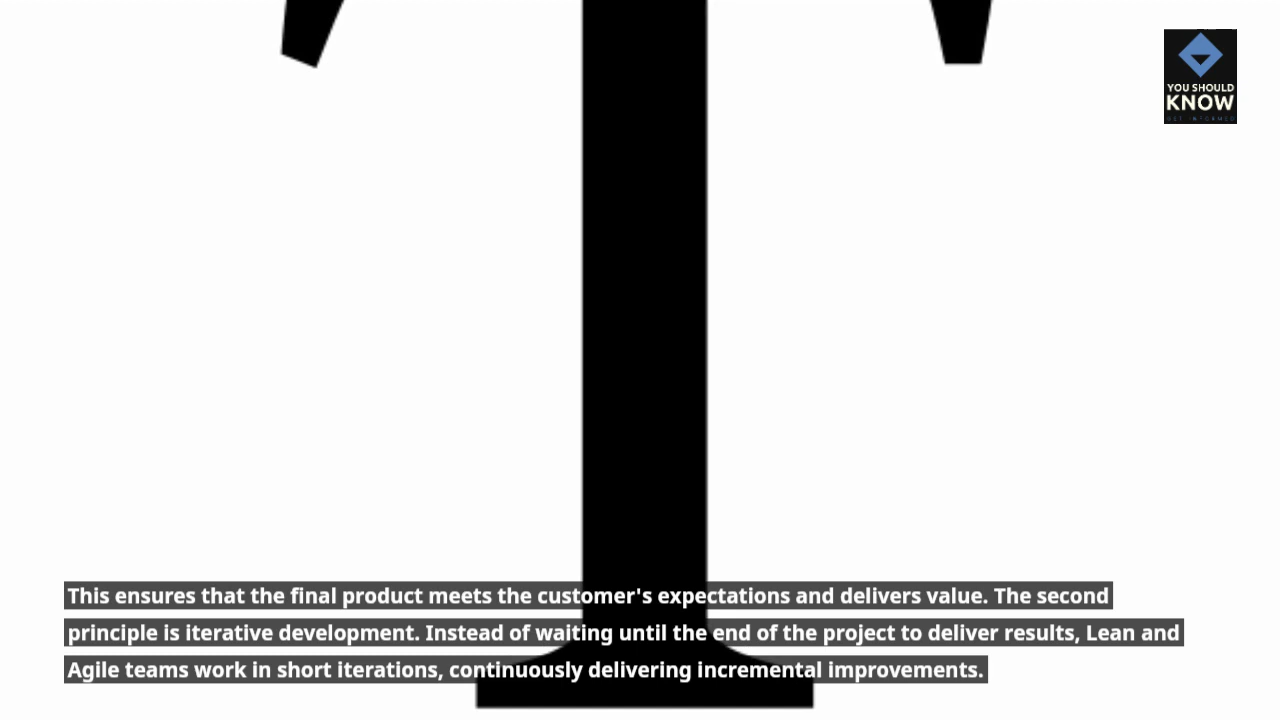 YOU SHOULD
KNOW
GET INFORMED
This ensures that the final product meets the customer's expectations and delivers value. The second
principle is iterative development. Instead of waiting until the end of the project to deliver results, Lean and
Agile teams work in short iterations, continuously delivering incremental improvements.